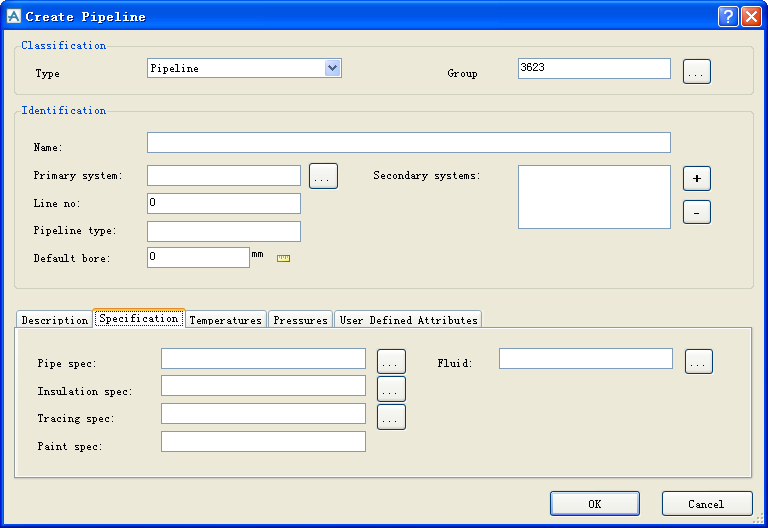 Create Pipeline
Classification
Type Pipeline Group 3623 ...
Identification
Name:
Primary system: ... Secondary systems: +
Line no: 0 -
Pipeline type:
Default bore: 0 mm
Description Specification Temperatures Pressures User Defined Attributes
Pipe spec: ... Fluid: ...
Insulation spec: ...
Tracing spec: ...
Paint spec:
OK Cancel